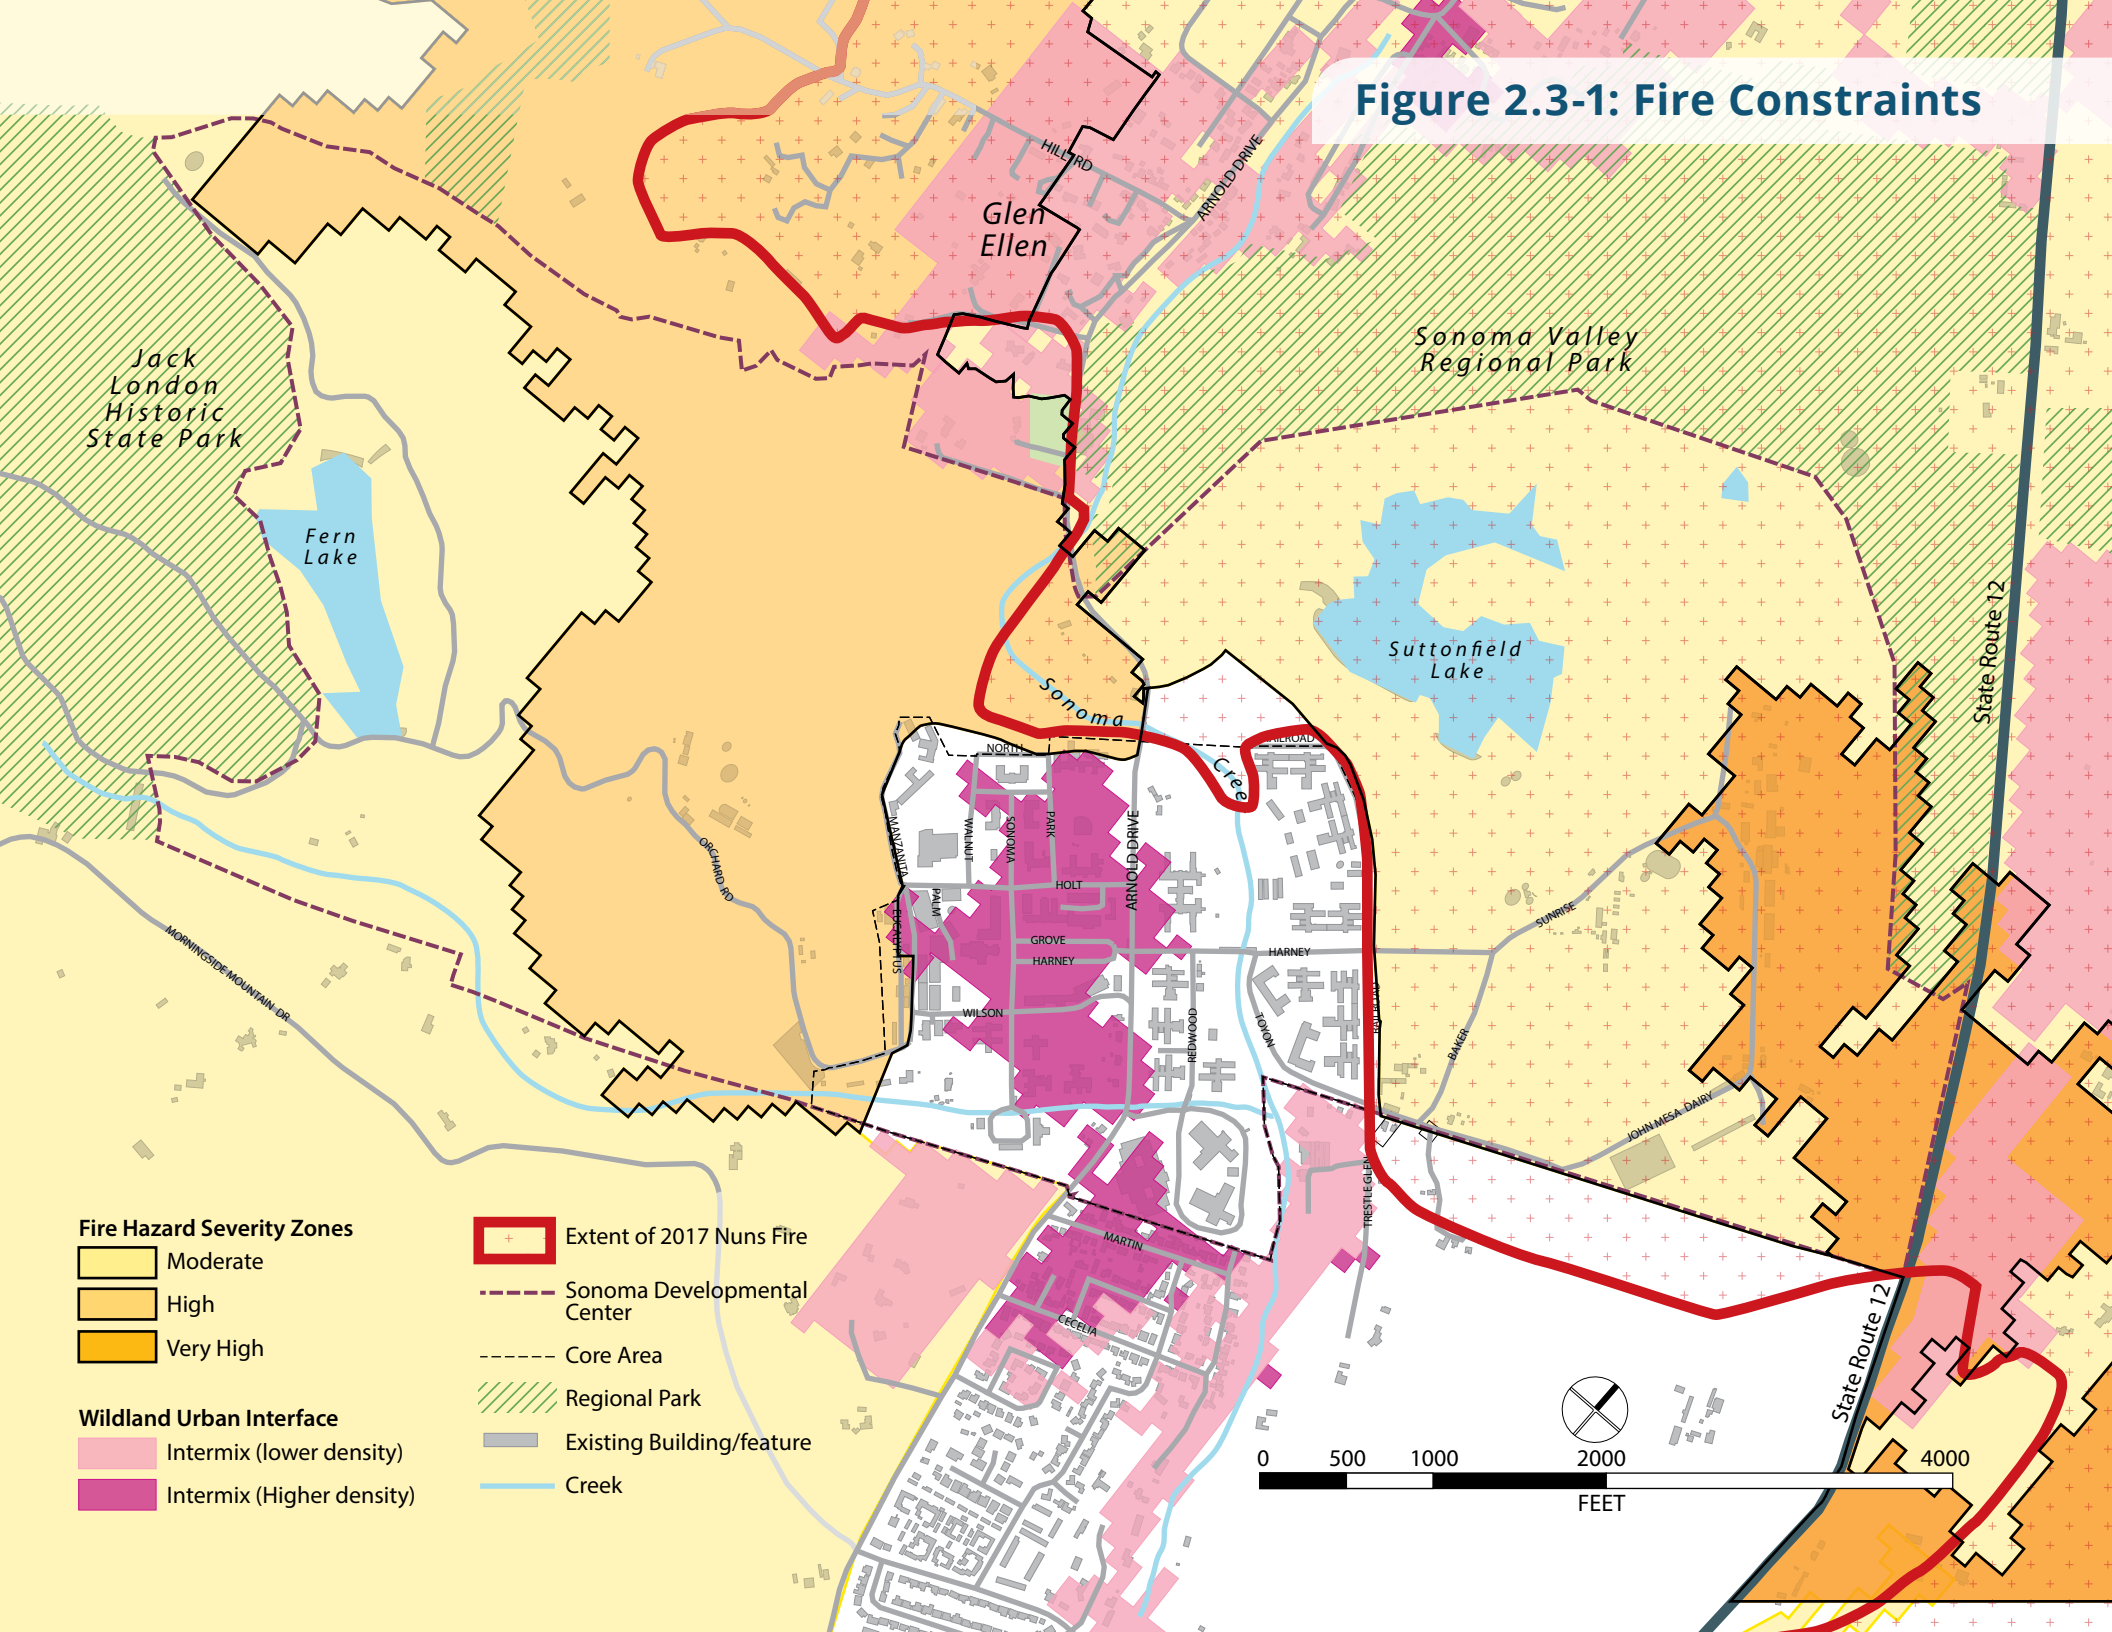 Figure 2.3-1: Fire Constraints
HILL RD
ARNOLD DRIVE
Glen
Ellen
Jack
London
Historic
State Park
Sonoma Valley
Regional Park
Fern
Lake
Suttonfield
Lake
State Route 12
Sonoma
Cree
NORTH
RAILROAD
MANZANITA
WALNUT
SONOMA
PARK
ARNOLD DRIVE
ORCHARD RD
HOLT
PALM
EUCALYPTUS
GROVE
HARNEY
HARNEY
SUNRISE
WILSON
REDWOOD
TOYON
RAILROAD
BAKER
MORNINGSIDE MOUNTAIN DR
JOHN MESA DAIRY
TRESTLE GLEN
MARTIN
CECELIA
State Route 12
Fire Hazard Severity Zones
Moderate
High
Very High
Wildland Urban Interface
Intermix (lower density)
Intermix (Higher density)
Extent of 2017 Nuns Fire
Sonoma Developmental
Center
Core Area
Regional Park
Existing Building/feature
Creek
0 500 1000 2000 4000
FEET